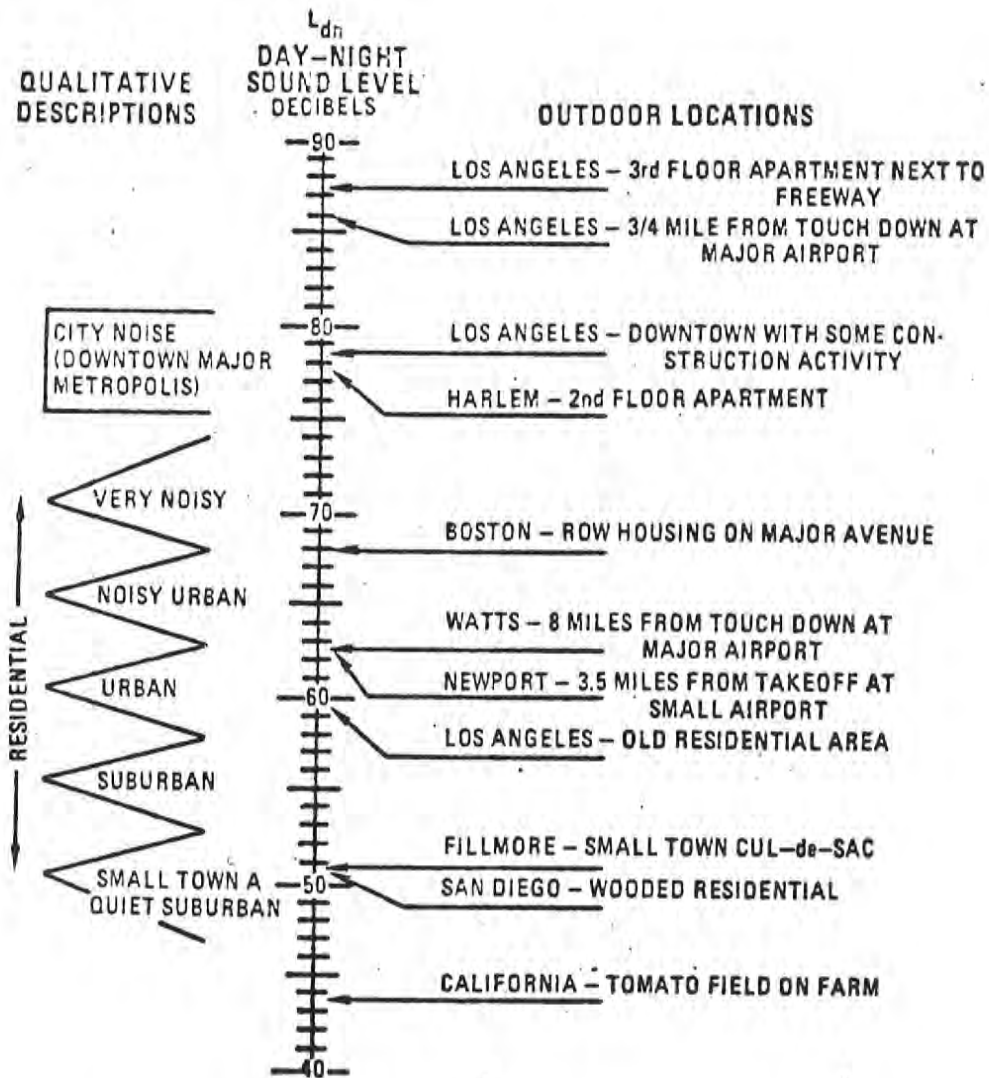 Ldn
DAY–NIGHT
SOUND LEVEL
DECIBELS
QUALITATIVE
DESCRIPTIONS
OUTDOOR LOCATIONS
90
LOS ANGELES – 3rd FLOOR APARTMENT NEXT TO
FREEWAY
LOS ANGELES – 3/4 MILE FROM TOUCH DOWN AT
MAJOR AIRPORT
80
CITY NOISE
(DOWNTOWN MAJOR
METROPOLIS)
LOS ANGELES – DOWNTOWN WITH SOME CON-
STRUCTION ACTIVITY
HARLEM – 2nd FLOOR APARTMENT
VERY NOISY
70
BOSTON – ROW HOUSING ON MAJOR AVENUE
NOISY URBAN
WATTS – 8 MILES FROM TOUCH DOWN AT
MAJOR AIRPORT
RESIDENTIAL
URBAN
60
NEWPORT – 3.5 MILES FROM TAKEOFF AT
SMALL AIRPORT
LOS ANGELES – OLD RESIDENTIAL AREA
SUBURBAN
FILLMORE – SMALL TOWN CUL–de–SAC
SMALL TOWN A
QUIET SUBURBAN
50
SAN DIEGO – WOODED RESIDENTIAL
CALIFORNIA – TOMATO FIELD ON FARM
40